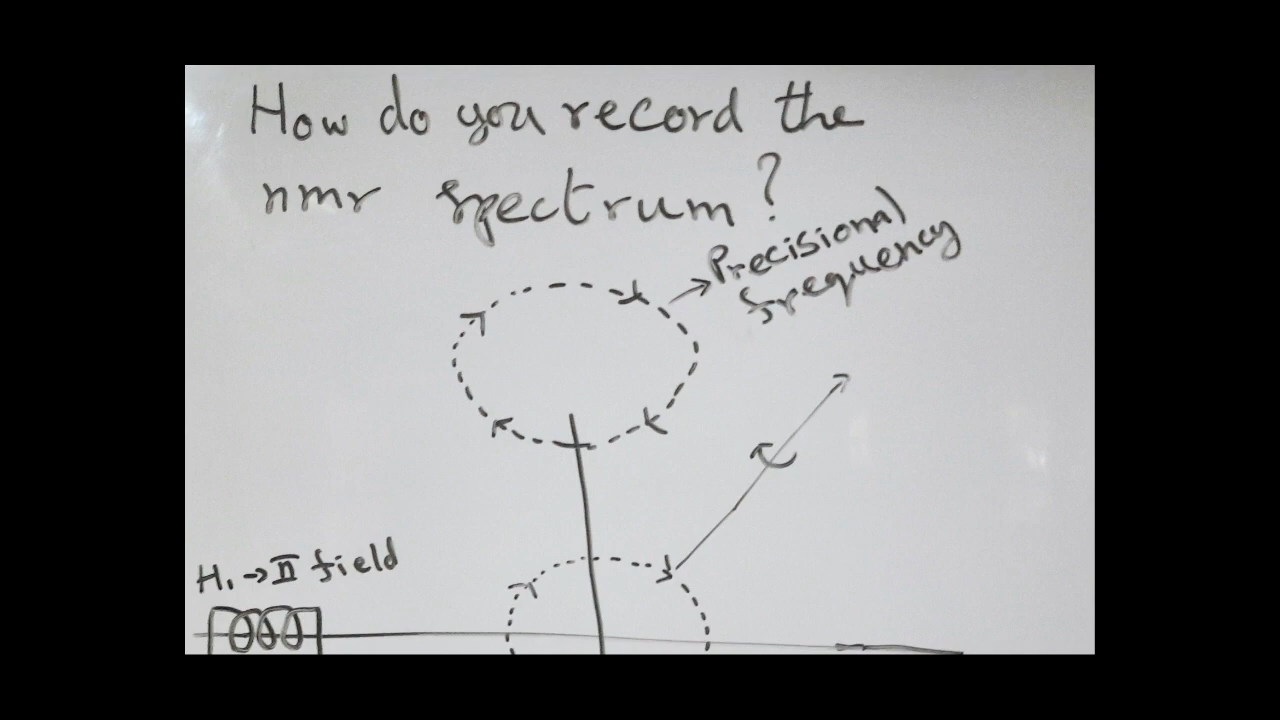 How do you record the
nmr spectrum?
Precisional
frequency
H₁ → II field